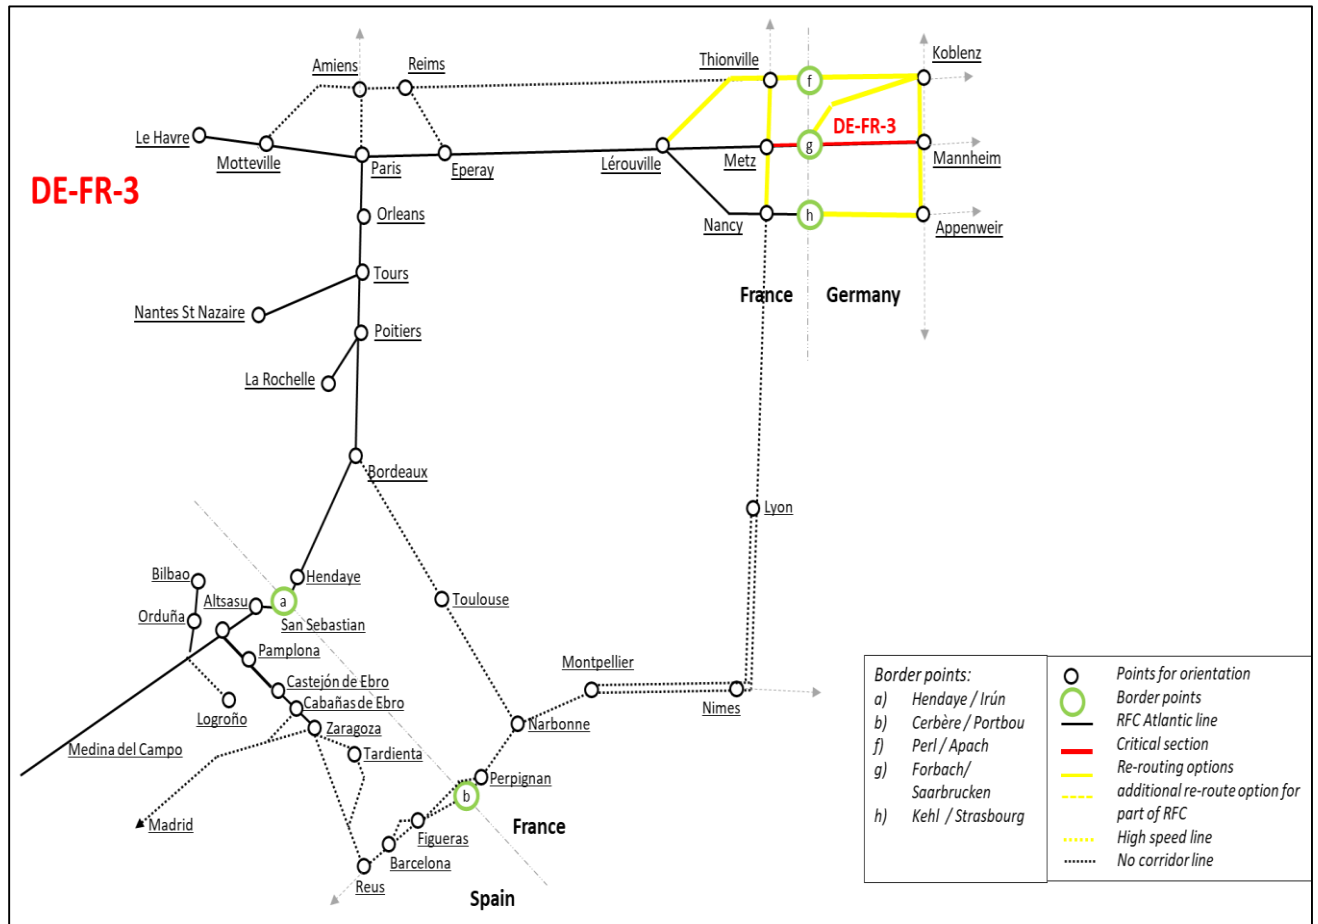 Koblenz
Thionville
Reims
Amiens
f
DE-FR-3
Le Havre
g
Motteville
Paris
Eperay
Lérouville
Metz
Mannheim
DE-FR-3
Orleans
Nancy
h
Appenweir
Tours
France
Germany
Nantes St Nazaire
Poitiers
La Rochelle
Bordeaux
Lyon
Hendaye
Bilbao
Altsasu
a
Toulouse
Orduña
San Sebastian
Pamplona
Montpellier
Castejón de Ebro
Cabañas de Ebro
Logroño
Nimes
Zaragoza
Narbonne
Medina del Campo
Tardienta
Perpignan
b
Madrid
Figueras
France
Barcelona
Reus
Spain
Border points:
a) Hendaye / Irún
b) Cerbère / Portbou
f) Perl / Apach
g) Forbach/
Saarbrucken
h) Kehl / Strasbourg
Points for orientation
Border points
RFC Atlantic line
Critical section
Re-routing options
additional re-route option for
part of RFC
High speed line
No corridor line